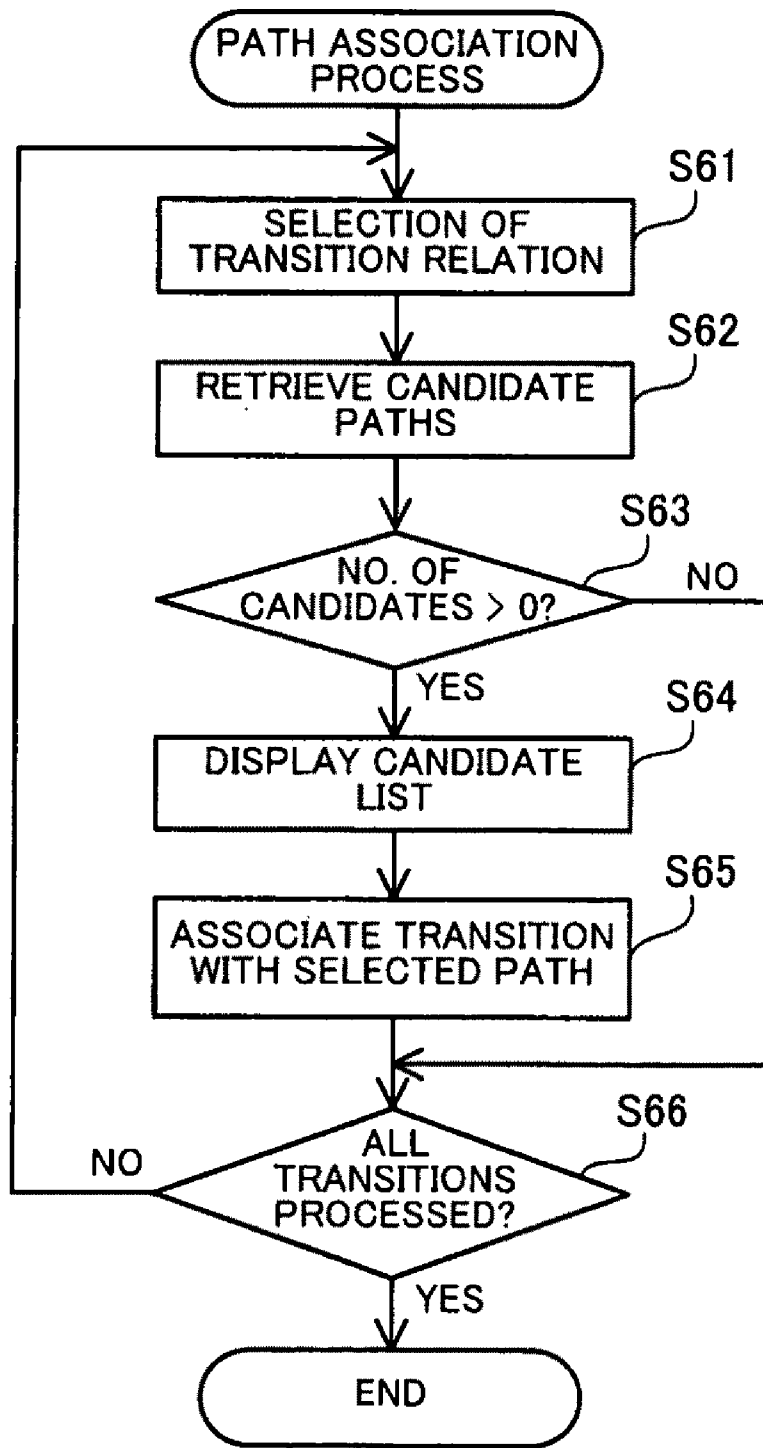 PATH ASSOCIATION
PROCESS
S61
SELECTION OF
TRANSITION RELATION
S62
RETRIEVE CANDIDATE
PATHS
S63
NO. OF
CANDIDATES > 0?
NO
YES
S64
DISPLAY CANDIDATE
LIST
S65
ASSOCIATE TRANSITION
WITH SELECTED PATH
S66
ALL
TRANSITIONS
PROCESSED?
NO
YES
END